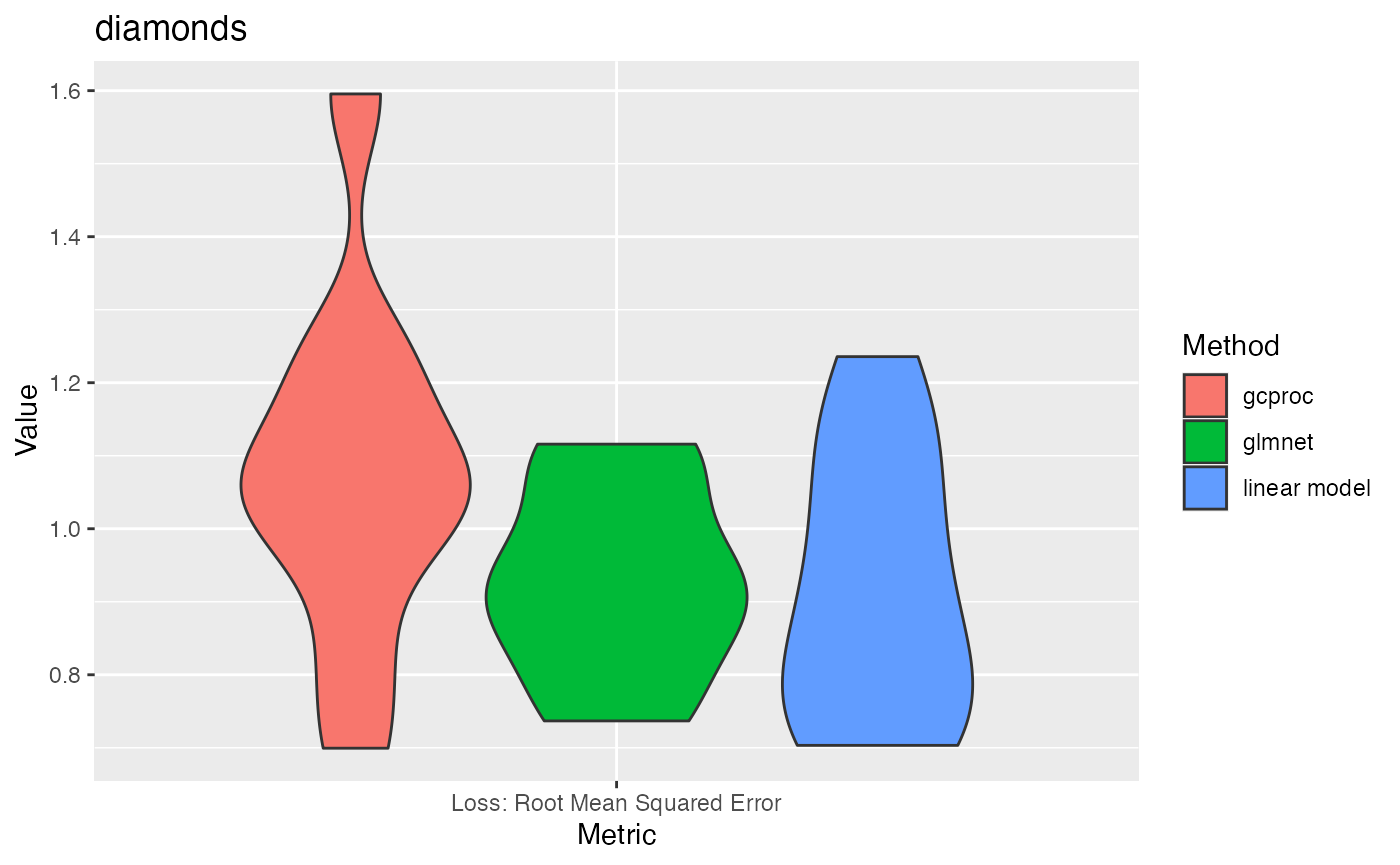 diamonds
1.6
1.4
1.2
1.0
0.8
Value
Loss: Root Mean Squared Error
Metric
Method
gcproc
glmnet
linear model